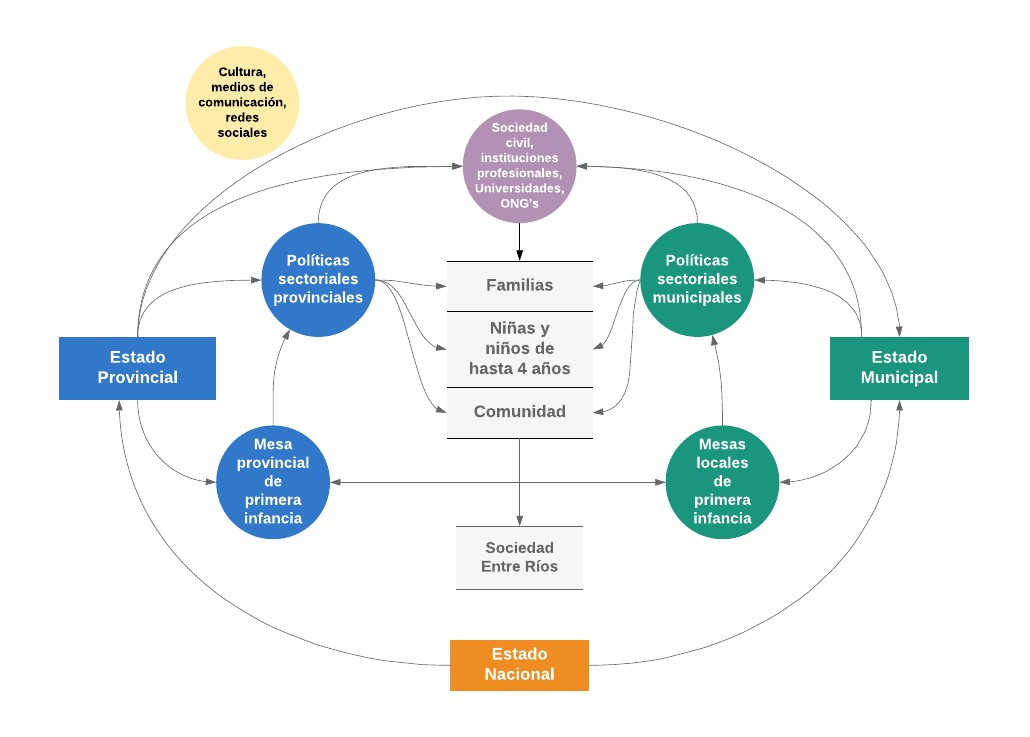 Cultura,
medios de
comunicación,
redes
sociales
Sociedad
civil,
instituciones
profesionales,
Universidades,
ONG's
Políticas
sectoriales
provinciales
Familias
Niñas y
niños de
hasta 4 años
Comunidad
Políticas
sectoriales
municipales
Estado
Provincial
Estado
Municipal
Mesa
provincial
de
primera
infancia
Mesas
locales
de
primera
infancia
Sociedad
Entre Ríos
Estado
Nacional